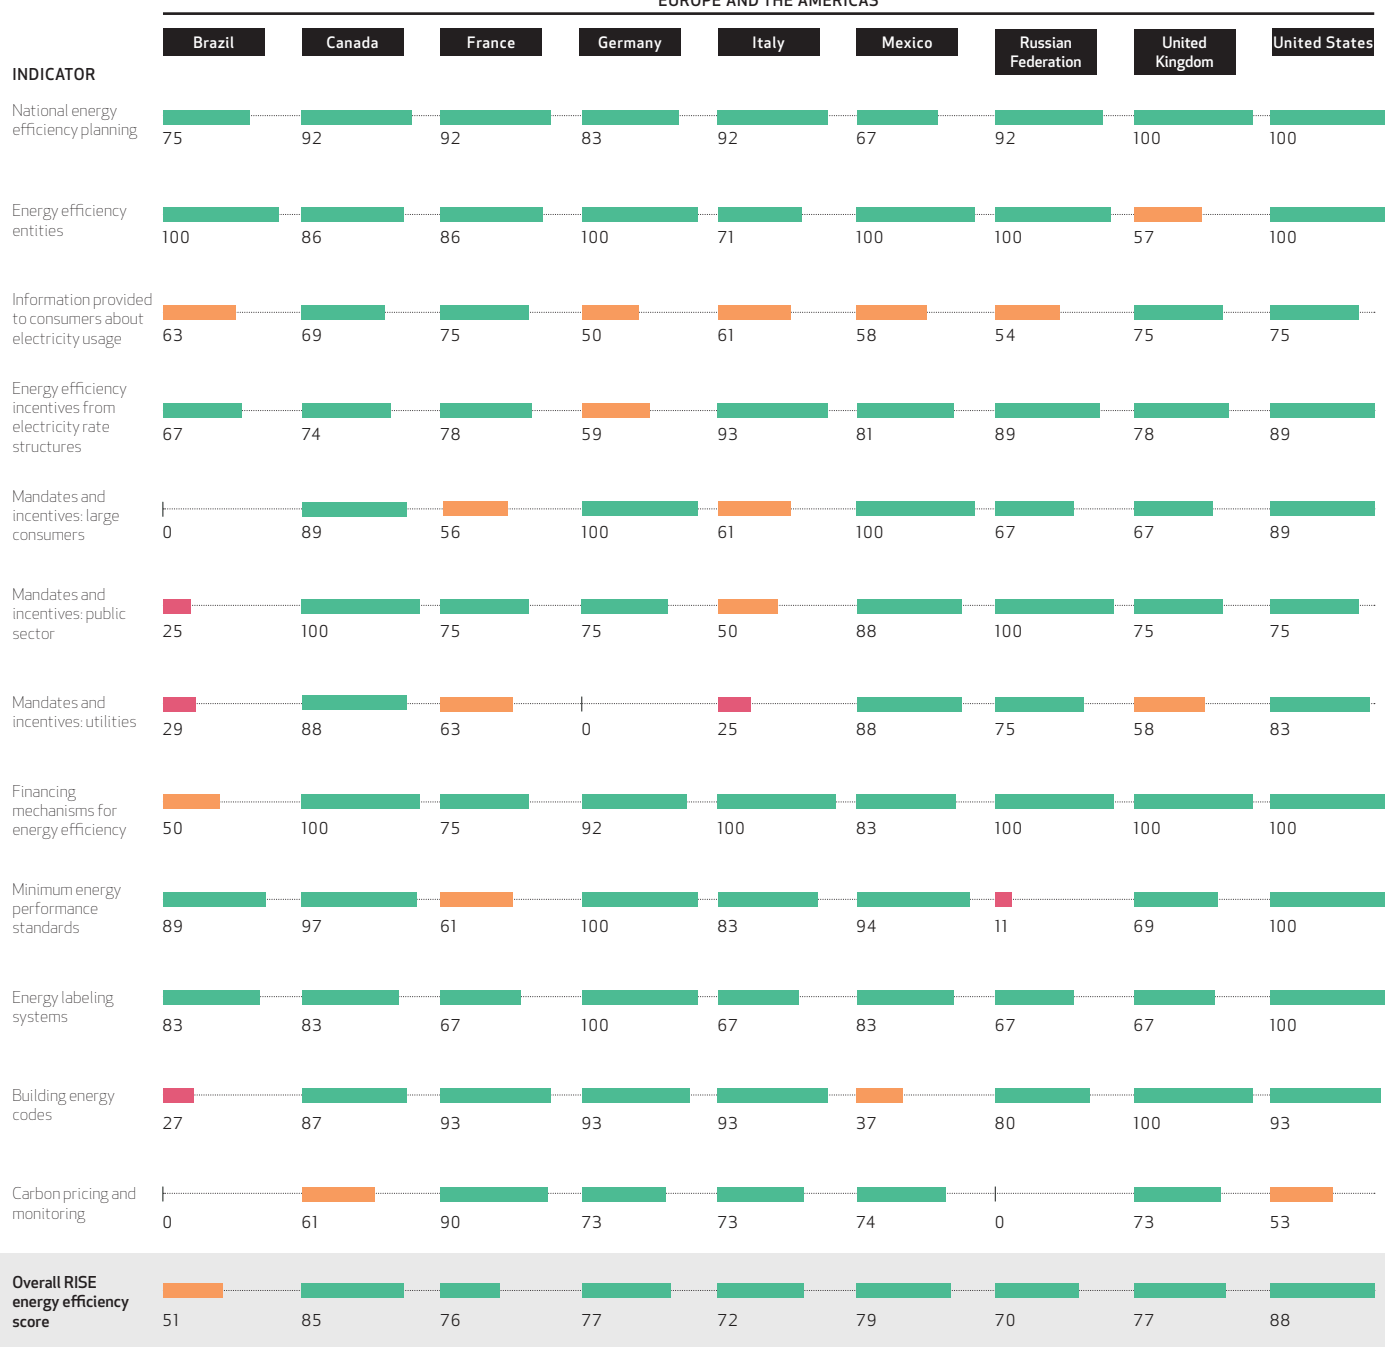 EUROPE AND THE AMERICAS
Brazil Canada France Germany Italy Mexico Russian Federation United Kingdom United States
INDICATOR
National energy
efficiency planning
75 92 92 83 92 67 92 100 100
Energy efficiency
entities
100 86 86 100 71 100 100 57 100
Information provided
to consumers about
electricity usage
63 69 75 50 61 58 54 75 75
Energy efficiency
incentives from
electricity rate
structures
67 74 78 59 93 81 89 78 89
Mandates and
incentives: large
consumers
0 89 56 100 61 100 67 67 89
Mandates and
incentives: public
sector
25 100 75 75 50 88 100 75 75
Mandates and
incentives: utilities
29 88 63 0 25 88 75 58 83
Financing
mechanisms for
energy efficiency
50 100 75 92 100 83 100 100 100
Minimum energy
performance
standards
89 97 61 100 83 94 11 69 100
Energy labeling
systems
83 83 67 100 67 83 67 67 100
Building energy
codes
27 87 93 93 93 37 80 100 93
Carbon pricing and
monitoring
0 61 90 73 73 74 0 73 53
Overall RISE
energy efficiency
score
51 85 76 77 72 79 70 77 88